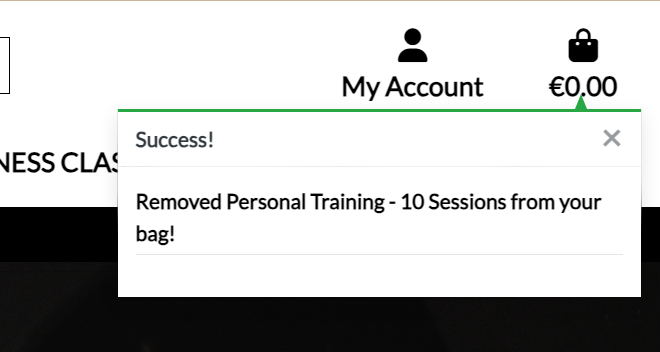 My Account
€0.00
NESS CLAS
Success!
Removed Personal Training - 10 Sessions from your
bag!